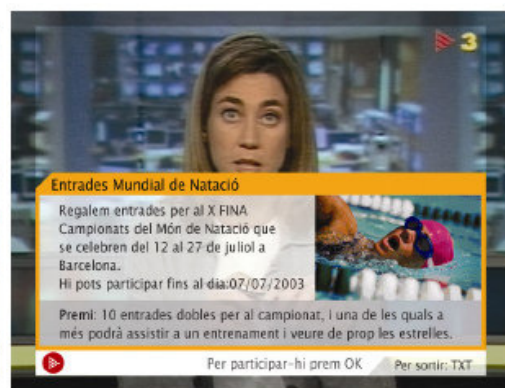 3
Entrades Mundial de Natació
Regalem entrades per al X FINA
Campionats del Món de Natació que
se celebren del 12 al 27 de juliol a
Barcelona.
Hi pots participar fins al dia:07/07/2003
Premi: 10 entrades dobles per al campionat, i una de les quals a
més podrà assistir a un entrenament i veure de prop les estrelles.
Per participar-hi prem OK
Per sortir: TXT